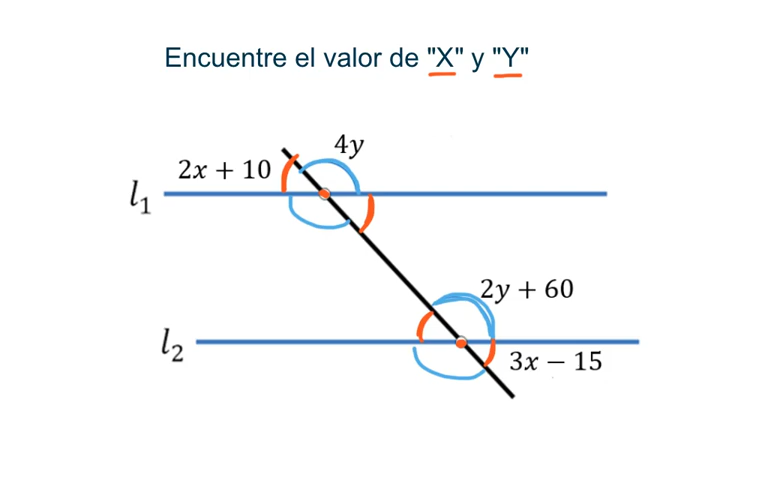 Encuentre el valor de "X" y "Y"
4y
2x + 10
l₁
2y + 60
l₂
3x − 15